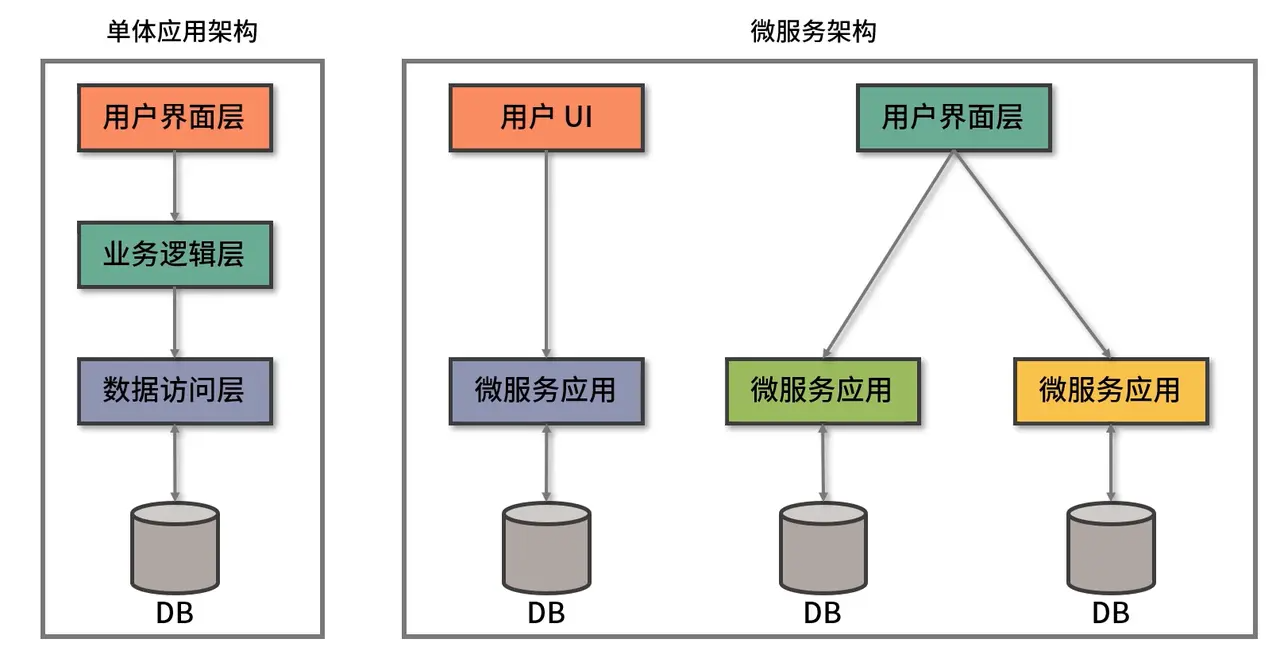 单体应用架构
用户界面层
业务逻辑层
数据访问层
DB
微服务架构
用户 UI
用户界面层
微服务应用
微服务应用
微服务应用
DB
DB
DB